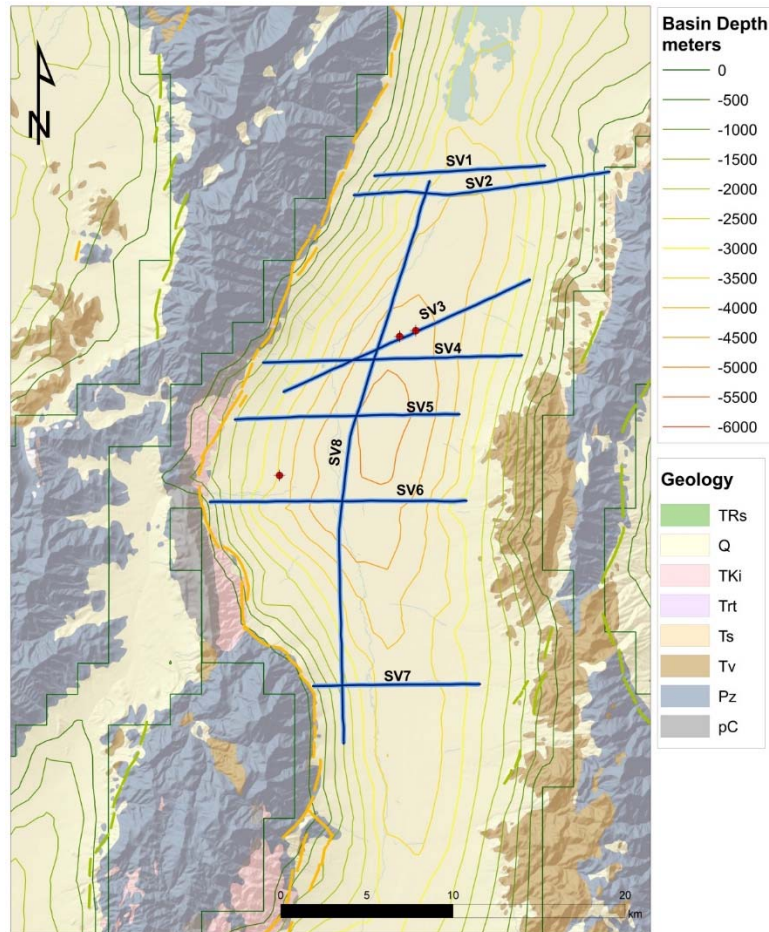 N
SV1
SV2
SV3
SV4
SV5
SV8
SV6
SV7
0 5 10 20
km
Basin Depth
meters
0
-500
-1000
-1500
-2000
-2500
-3000
-3500
-4000
-4500
-5000
-5500
-6000
Geology
TRs
Q
TKi
Trt
Ts
Tv
Pz
pC